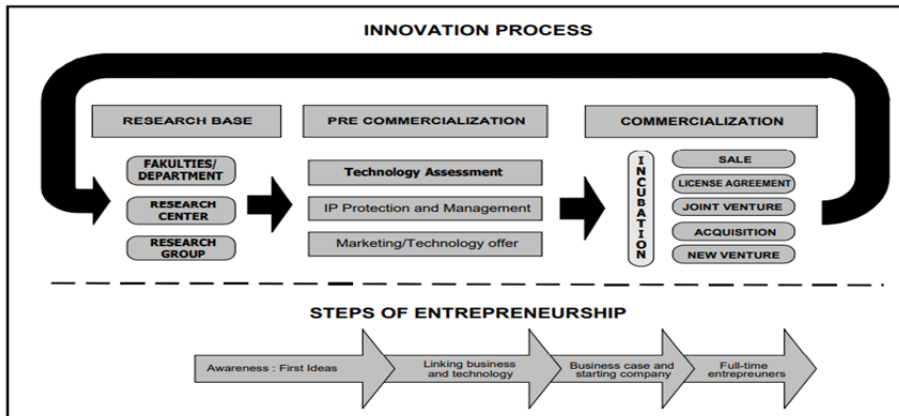 INNOVATION PROCESS
RESEARCH BASE
PRE COMMERCIALIZATION
COMMERCIALIZATION
FAKULTIES/
DEPARTMENT
RESEARCH
CENTER
RESEARCH
GROUP
Technology Assessment
IP Protection and Management
Marketing/Technology offer
INCUBATION
SALE
LICENSE AGREEMENT
JOINT VENTURE
ACQUISITION
NEW VENTURE
STEPS OF ENTREPRENEURSHIP
Awareness : First Ideas
Linking business
and technology
Business case and
starting company
Full-time
entrepreuners